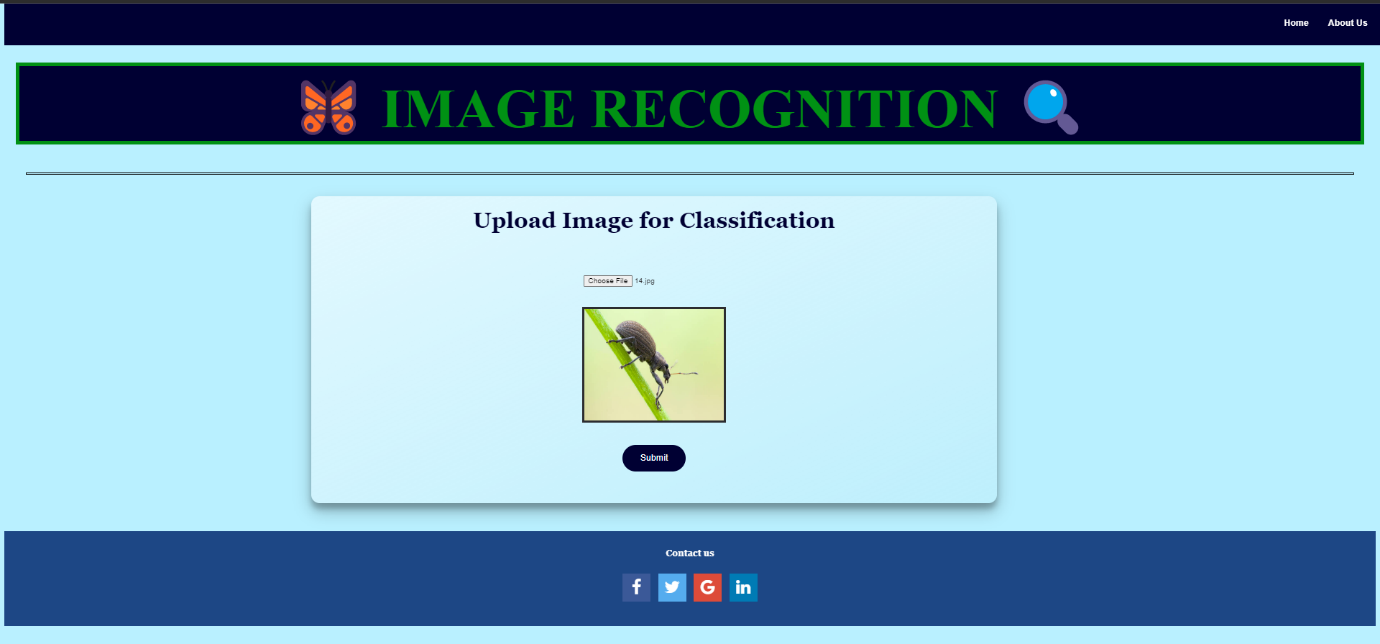 Home About Us
IMAGE RECOGNITION
Upload Image for Classification
Choose File 14.jpg
Submit
Contact us